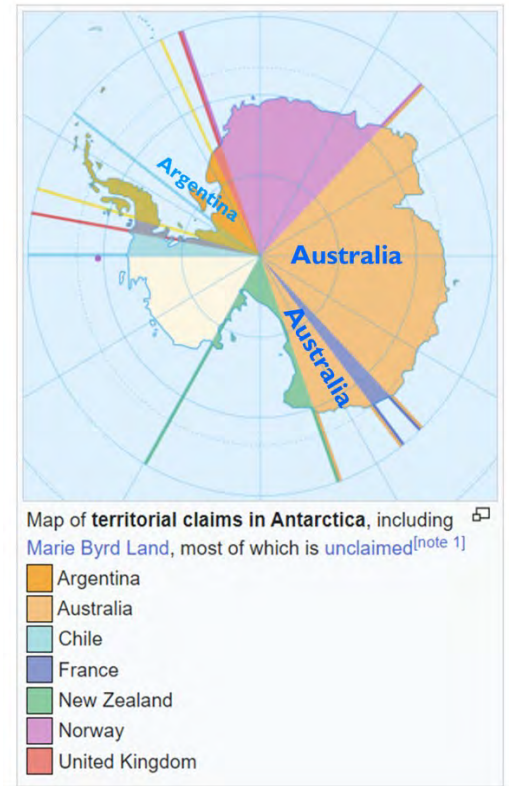 Argentina
Australia
Australia
Map of territorial claims in Antarctica, including
Marie Byrd Land, most of which is unclaimed[note 1]
Argentina
Australia
Chile
France
New Zealand
Norway
United Kingdom